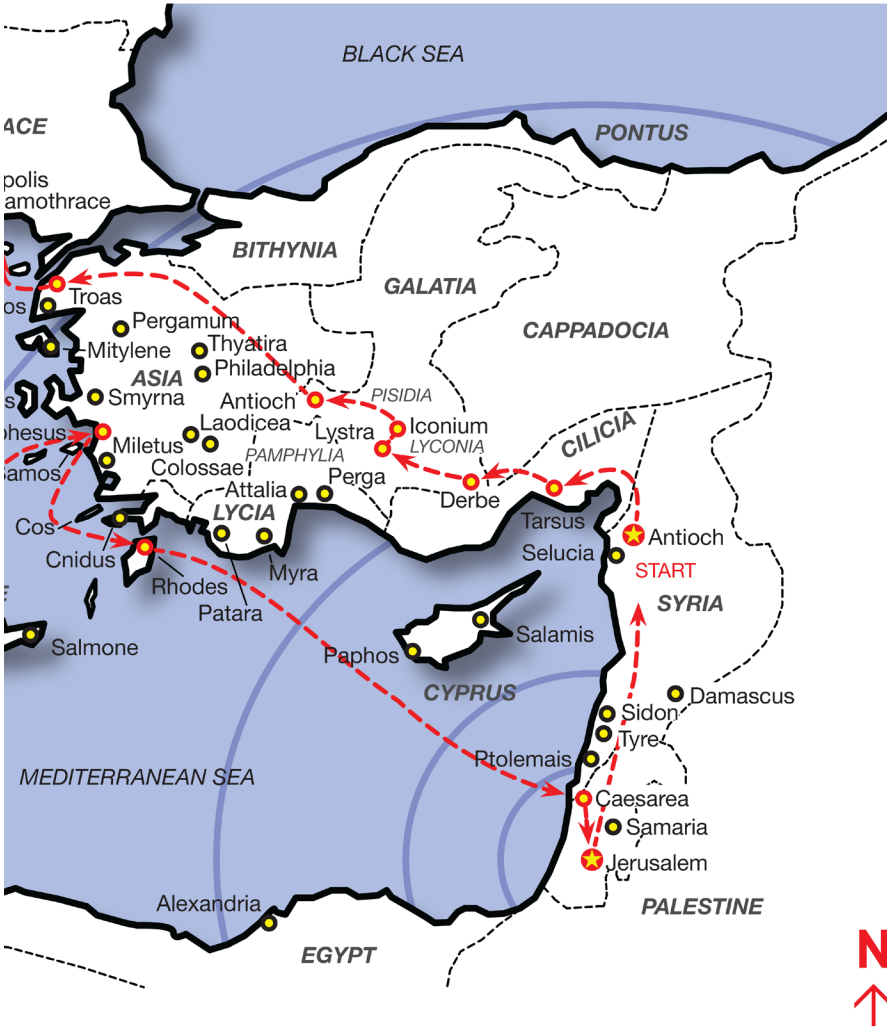 BLACK SEA
PONTUS
ACE
polis
amothrace
BITHYNIA
GALATIA
CAPPADOCIA
Troas
os
Pergamum
Mitylene
Thyatira
Philadelphia
ASIA
Smyrna
Antioch
PISIDIA
s
Laodicea
Lystra
Iconium
LYCONIA
CILICIA
phesus
Miletus
PAMPHYLIA
Colossae
Samos
Perga
Attalia
Derbe
LYCIA
Tarsus
Cos
Cnidus
Antioch
Selucia
START
Myra
Rhodes
Patara
SYRIA
Salmone
Salamis
Paphos
CYPRUS
Damascus
Sidon
Tyre
Ptolemais
MEDITERRANEAN SEA
Caesarea
Samaria
Jerusalem
Alexandria
PALESTINE
EGYPT
N